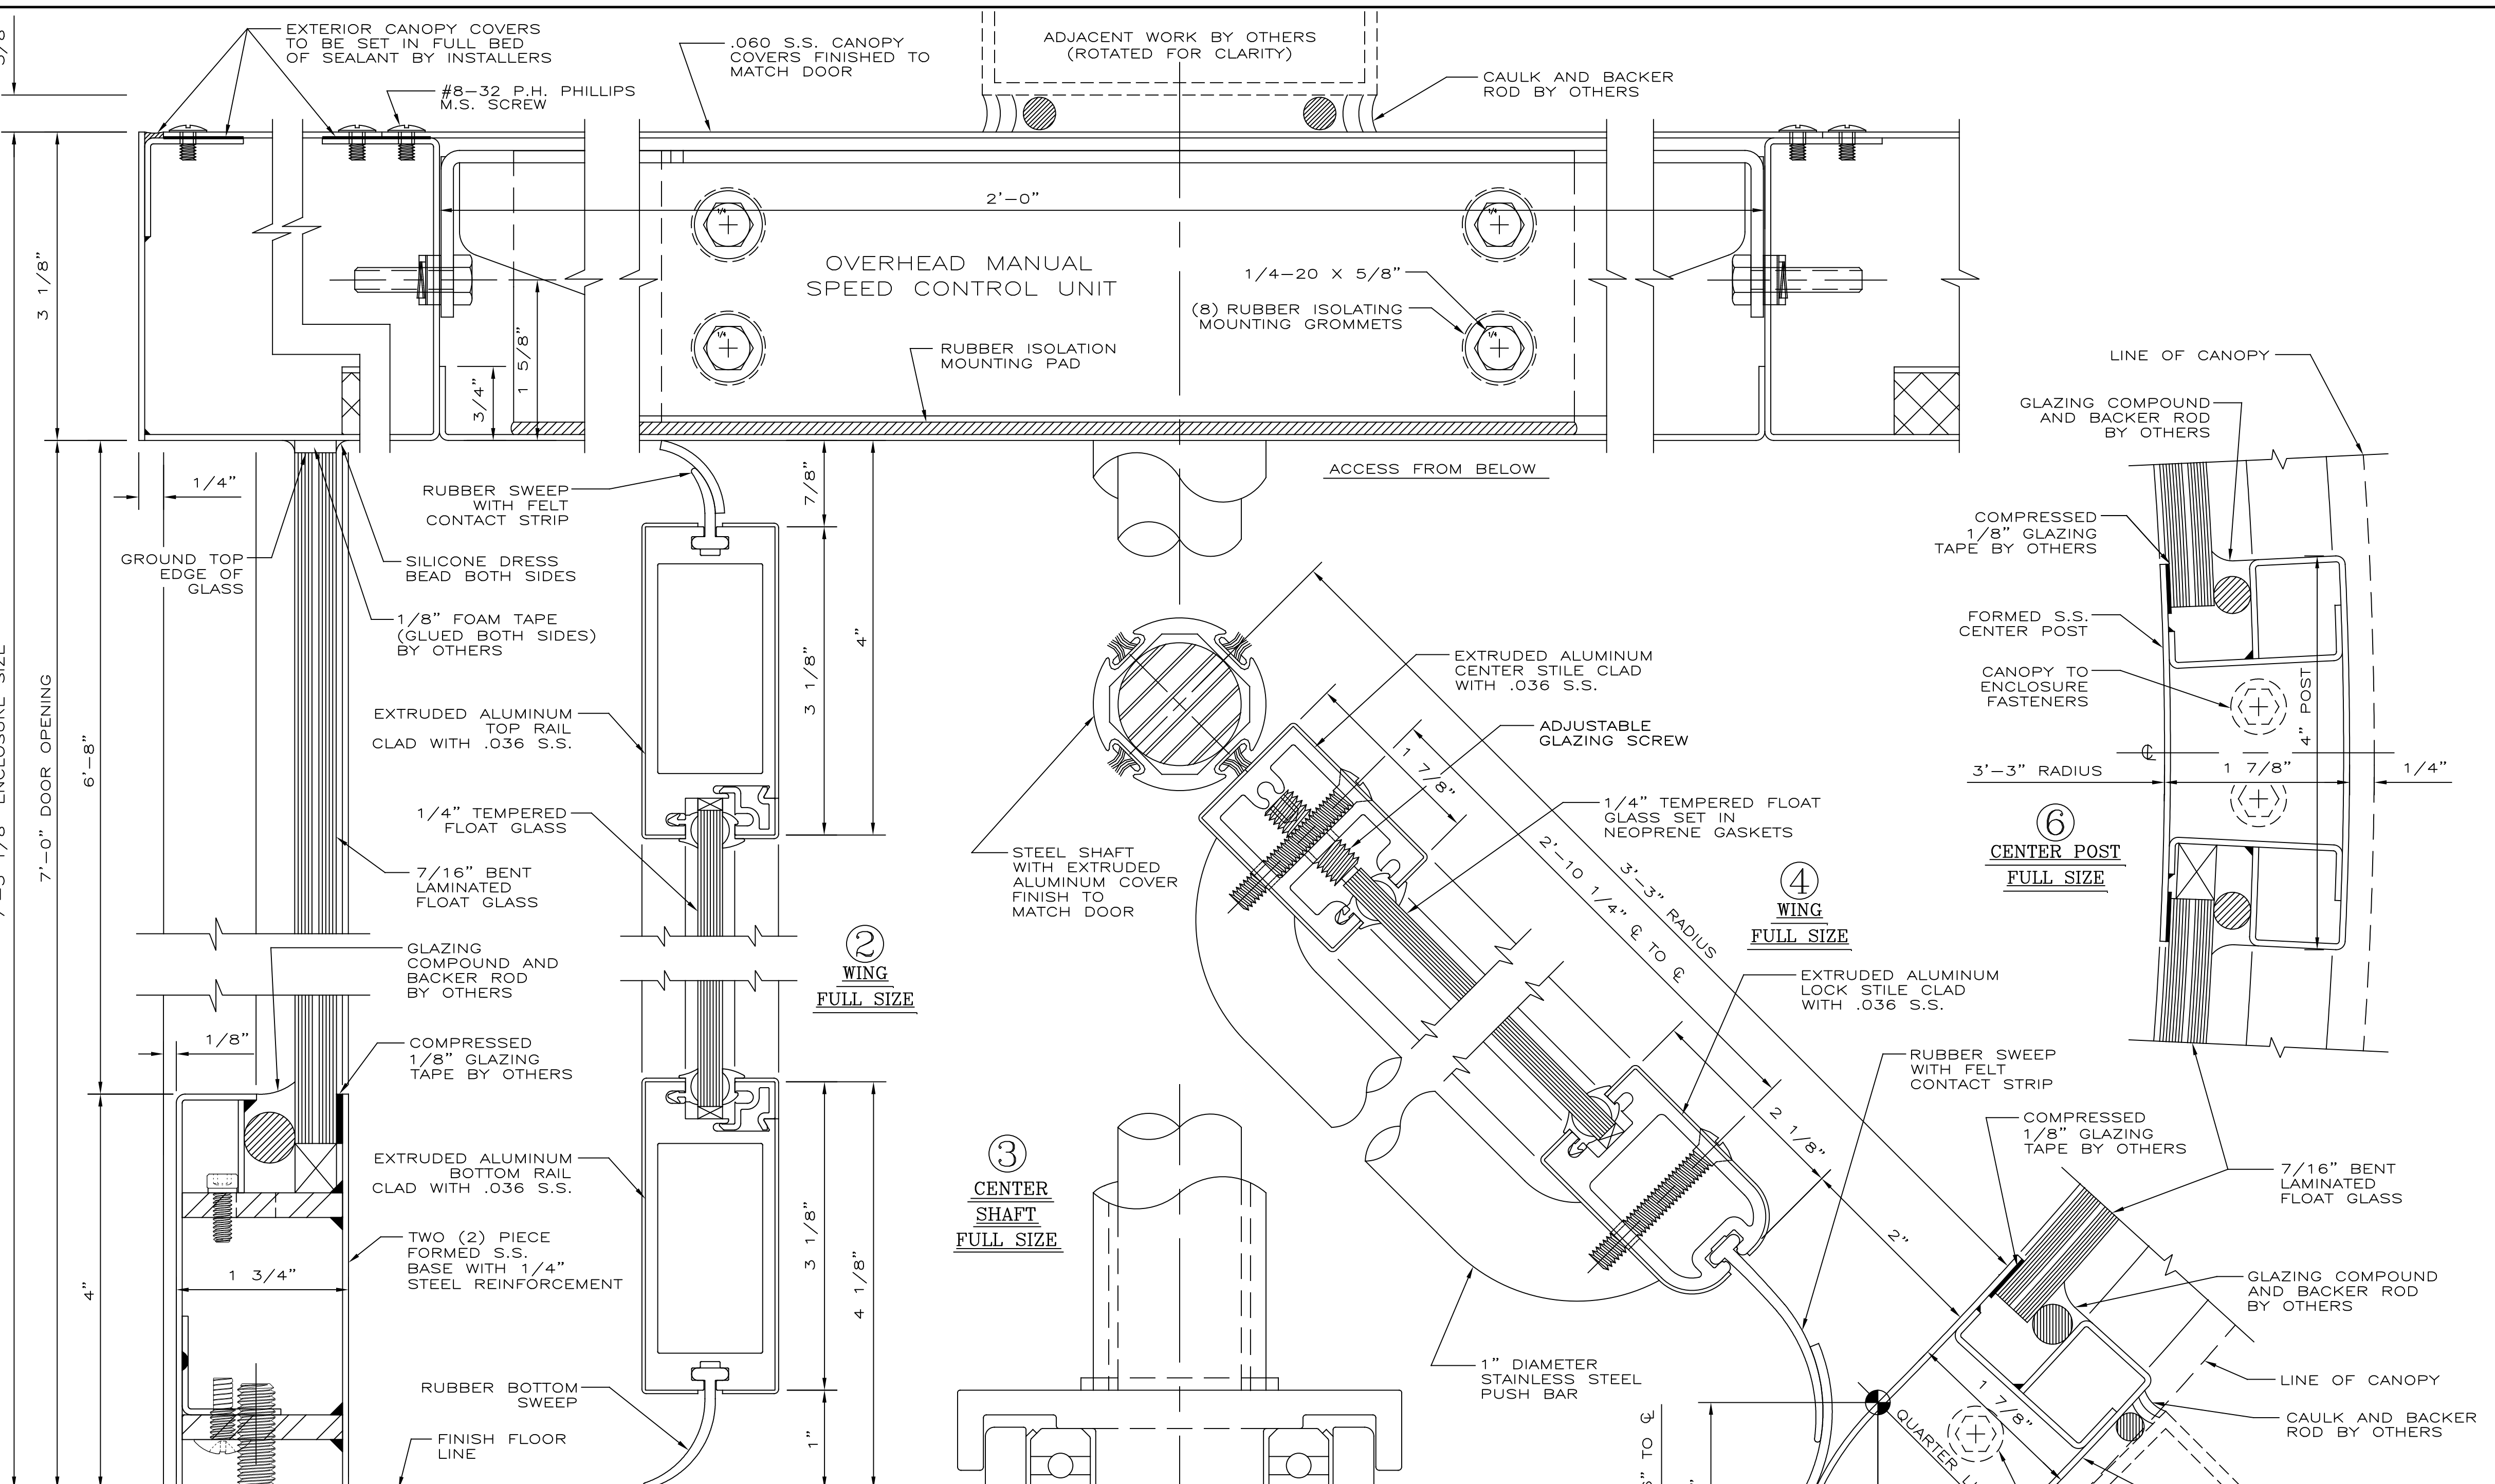 EXTERIOR CANOPY COVERS
TO BE SET IN FULL BED
OF SEALANT BY INSTALLERS
#8–32 P.H. PHILLIPS
M.S. SCREW
.060 S.S. CANOPY
COVERS FINISHED TO
MATCH DOOR
ADJACENT WORK BY OTHERS
(ROTATED FOR CLARITY)
CAULK AND BACKER
ROD BY OTHERS
3 1/8"
2'–0"
1/4
1/4
OVERHEAD MANUAL
SPEED CONTROL UNIT
1/4–20 X 5/8"
(8) RUBBER ISOLATING
MOUNTING GROMMETS
1/4
1/4
RUBBER ISOLATION
MOUNTING PAD
1 5/8"
3/4"
ACCESS FROM BELOW
1/4"
GROUND TOP
EDGE OF
GLASS
RUBBER SWEEP
WITH FELT
CONTACT STRIP
SILICONE DRESS
BEAD BOTH SIDES
1/8" FOAM TAPE
(GLUED BOTH SIDES)
BY OTHERS
7/8"
4"
3 1/8"
ENCLOSURE SIZE
7'–0" DOOR OPENING
6'–8"
EXTRUDED ALUMINUM
TOP RAIL
CLAD WITH .036 S.S.
1/4" TEMPERED
FLOAT GLASS
7/16" BENT
LAMINATED
FLOAT GLASS
GLAZING
COMPOUND AND
BACKER ROD
BY OTHERS
1/8"
COMPRESSED
1/8" GLAZING
TAPE BY OTHERS
2
WING
FULL SIZE
EXTRUDED ALUMINUM
BOTTOM RAIL
CLAD WITH .036 S.S.
TWO (2) PIECE
FORMED S.S.
BASE WITH 1/4"
STEEL REINFORCEMENT
1 3/4"
4"
3 1/8"
4 1/8"
1"
RUBBER BOTTOM
SWEEP
FINISH FLOOR
LINE
3
CENTER
SHAFT
FULL SIZE
STEEL SHAFT
WITH EXTRUDED
ALUMINUM COVER
FINISH TO
MATCH DOOR
EXTRUDED ALUMINUM
CENTER STILE CLAD
WITH .036 S.S.
ADJUSTABLE
GLAZING SCREW
1 7/8"
1/4" TEMPERED FLOAT
GLASS SET IN
NEOPRENE GASKETS
2'–10 1/4" ℄ TO ℄
3'–3" RADIUS
4
WING
FULL SIZE
EXTRUDED ALUMINUM
LOCK STILE CLAD
WITH .036 S.S.
RUBBER SWEEP
WITH FELT
CONTACT STRIP
2 1/8"
2"
1" DIAMETER
STAINLESS STEEL
PUSH BAR
LINE OF CANOPY
GLAZING COMPOUND
AND BACKER ROD
BY OTHERS
COMPRESSED
1/8" GLAZING
TAPE BY OTHERS
FORMED S.S.
CENTER POST
CANOPY TO
ENCLOSURE
FASTENERS
4" POST
℄
3'–3" RADIUS
1 7/8"
1/4"
6
CENTER POST
FULL SIZE
COMPRESSED
1/8" GLAZING
TAPE BY OTHERS
7/16" BENT
LAMINATED
FLOAT GLASS
GLAZING COMPOUND
AND BACKER ROD
BY OTHERS
LINE OF CANOPY
CAULK AND BACKER
ROD BY OTHERS
1 7/8"
QUARTER
" TO ℄